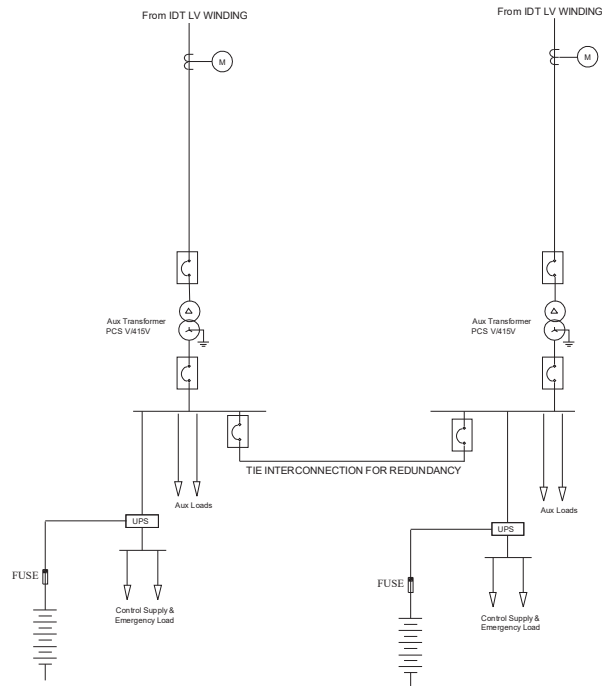 From IDT LV WINDING
From IDT LV WINDING
M
M
Aux Transformer
PCS V/415V
Aux Transformer
PCS V/415V
TIE INTERCONNECTION FOR REDUNDANCY
Aux Loads
Aux Loads
UPS
UPS
FUSE
FUSE
Control Supply &
Emergency Load
Control Supply &
Emergency Load